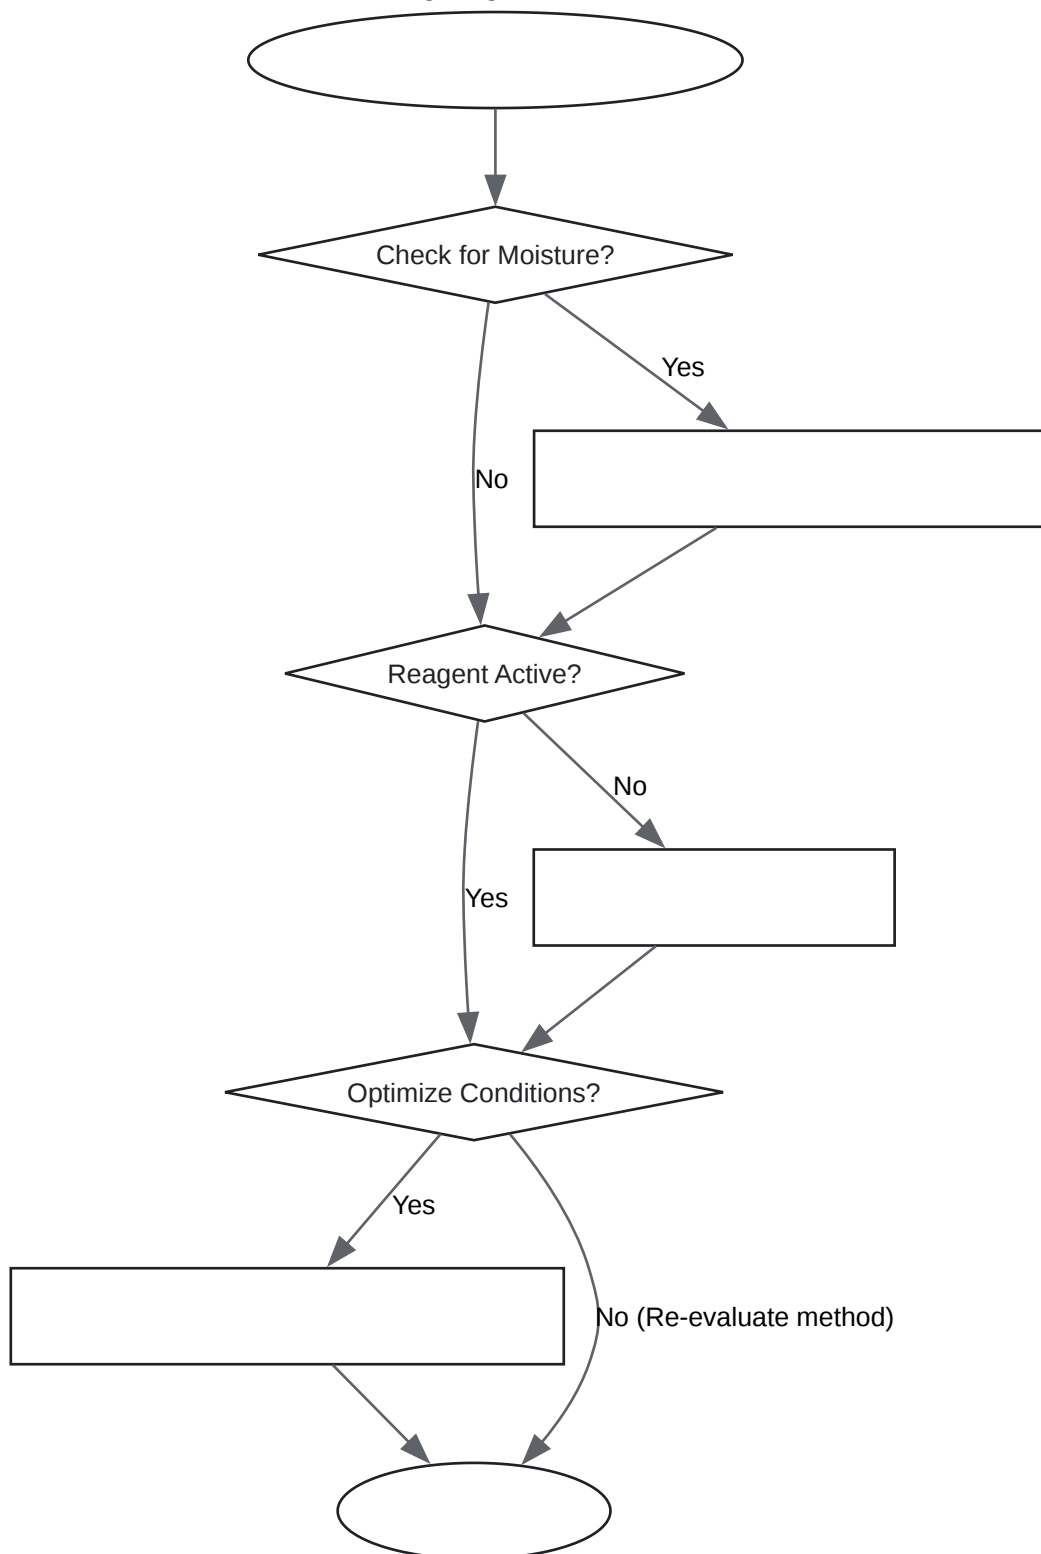 Check for Moisture?
Yes
No
Reagent Active?
No
Yes
Optimize Conditions?
Yes
No (Re-evaluate method)